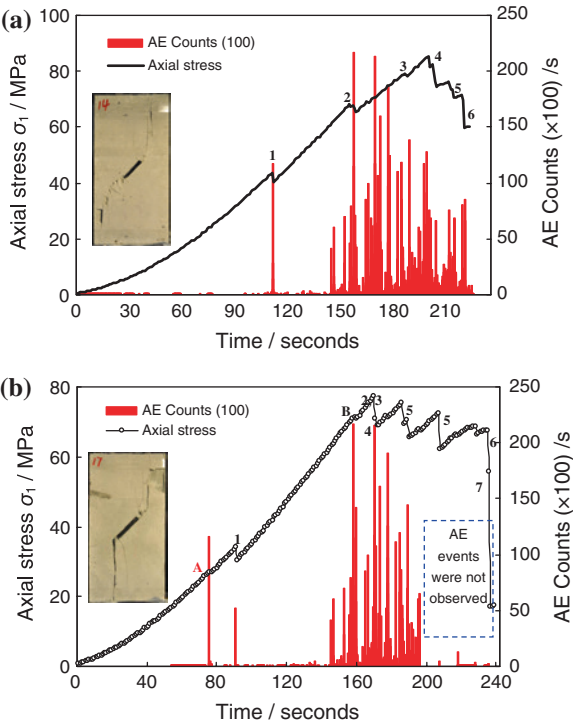 (a)
100
80
60
40
20
0
Axial stress σ1 / MPa
AE Counts (100)
Axial stress
14
1
2
3
4
5
6
250
200
150
100
50
0
AE Counts (×100) /s
0 30 60 90 120 150 180 210
Time / seconds
(b)
80
60
40
20
0
Axial stress σ1 / MPa
AE Counts (100)
Axial stress
17
A
1
B
2
3
4
5
5
6
7
AE
events
were not
observed
250
200
150
100
50
0
AE Counts (×100) /s
0 40 80 120 160 200 240
Time / seconds